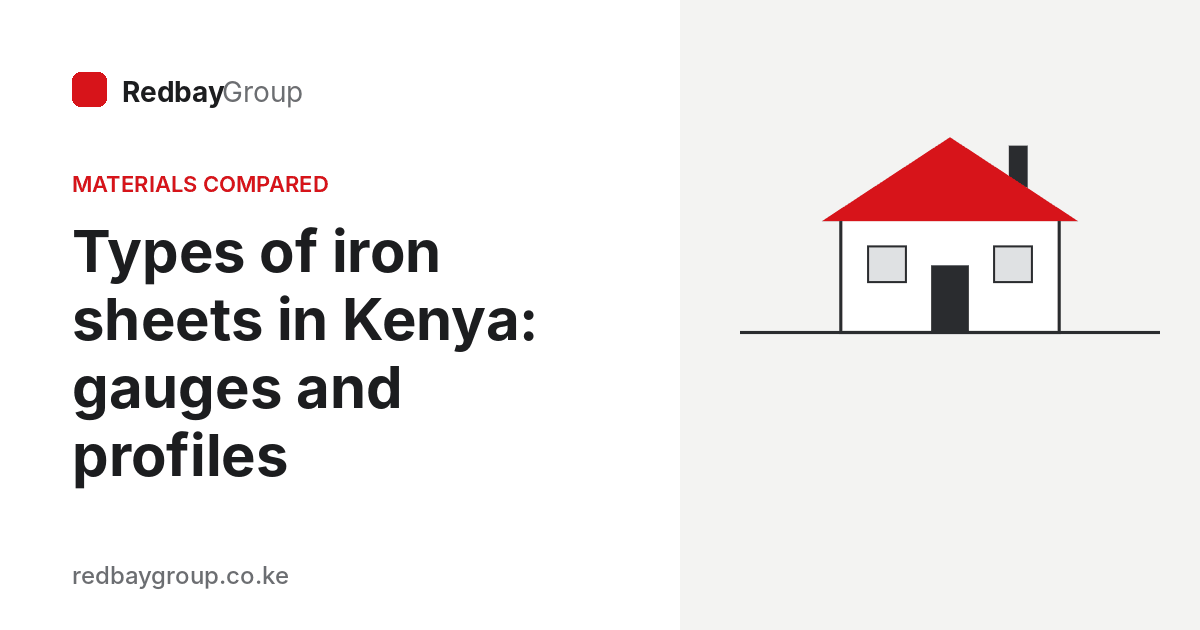 RedbayGroup
MATERIALS COMPARED
Types of iron
sheets in Kenya:
gauges and
profiles
redbaygroup.co.ke